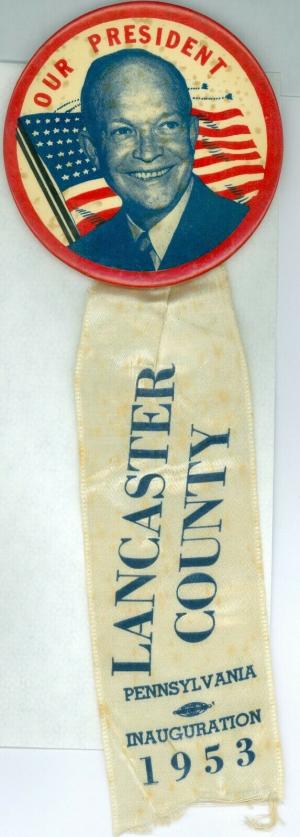 OUR PRESIDENT
LANCASTER
COUNTY
PENNSYLVANIA
INAUGURATION
1953